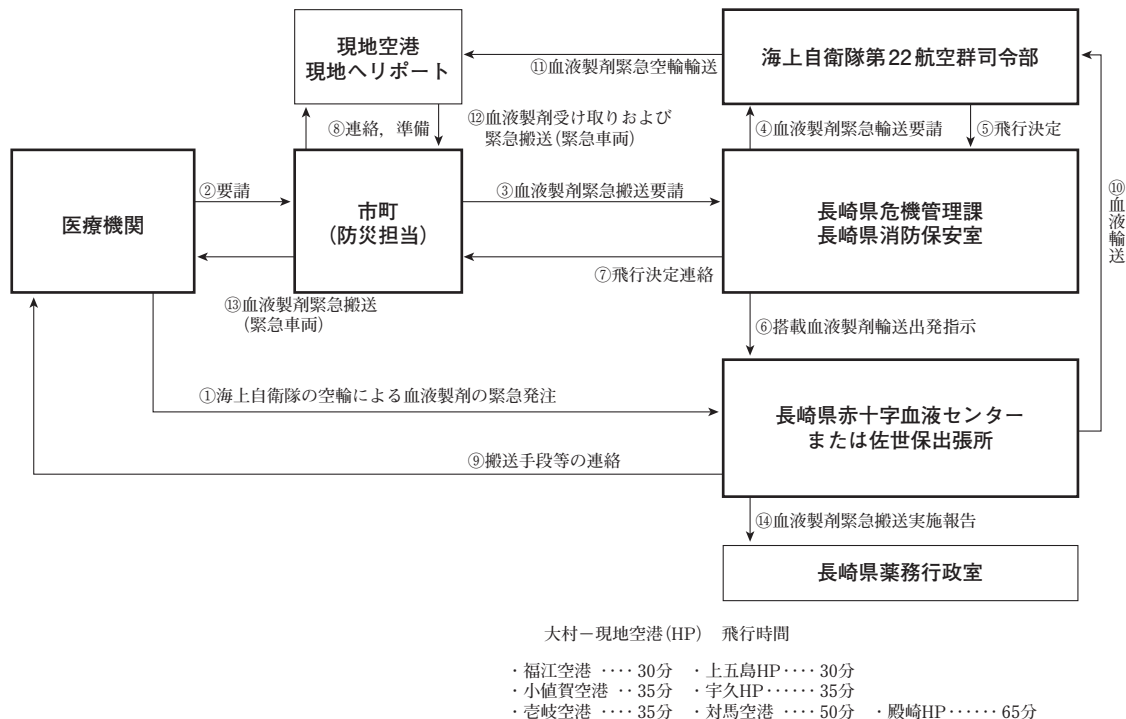 現地空港
現地ヘリポート
海上自衛隊第22航空群司令部
⑪血液製剤緊急空輸輸送
⑧連絡，準備
⑫血液製剤受け取りおよび
緊急搬送(緊急車両)
④血液製剤緊急輸送要請
⑤飛行決定
⑩血液輸送
医療機関
②要請
市町
(防災担当)
③血液製剤緊急搬送要請
長崎県危機管理課
長崎県消防保安室
⑦飛行決定連絡
⑬血液製剤緊急搬送
(緊急車両)
⑥搭載血液製剤輸送出発指示
①海上自衛隊の空輸による血液製剤の緊急発注
長崎県赤十字血液センター
または佐世保出張所
⑨搬送手段等の連絡
⑭血液製剤緊急搬送実施報告
長崎県薬務行政室
大村−現地空港(HP)　飛行時間
・福江空港 ‥‥ 30分　・上五島HP‥‥ 30分
・小値賀空港 ‥ 35分　・宇久HP‥‥‥ 35分
・壱岐空港 ‥‥ 35分　・対馬空港 ‥‥ 50分　・殿崎HP‥‥‥ 65分